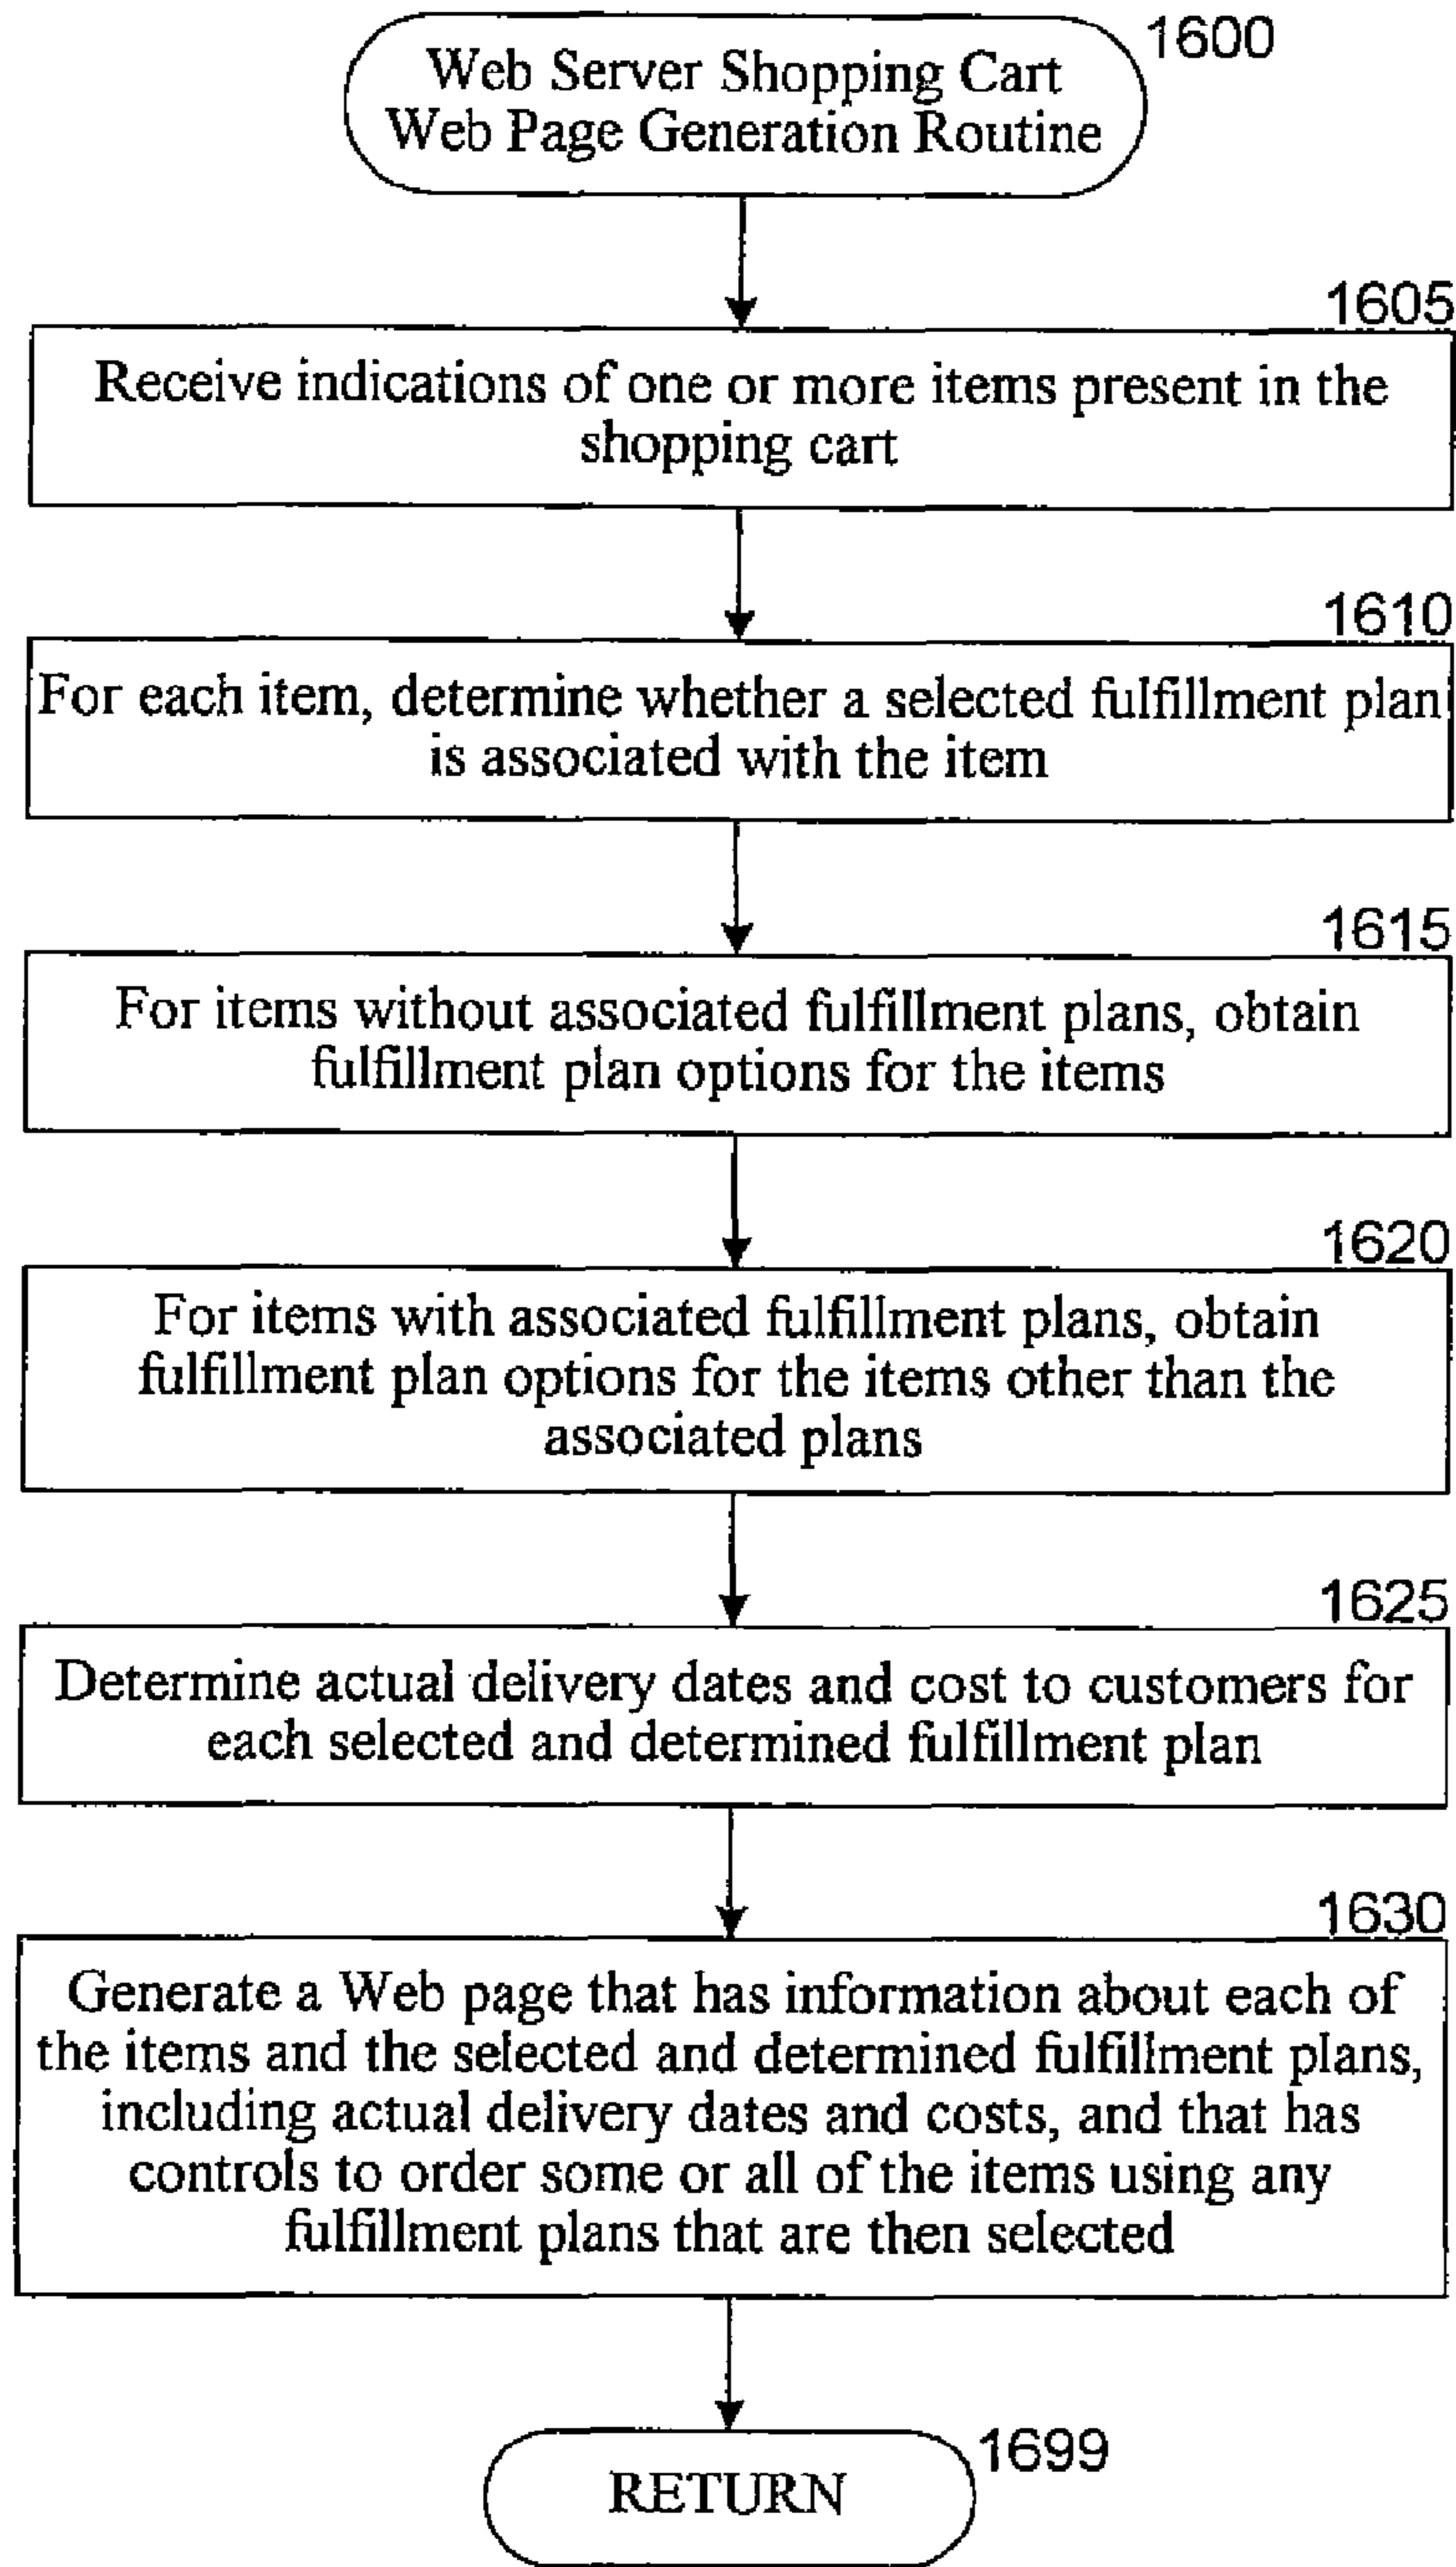 1600
Web Server Shopping Cart
Web Page Generation Routine
1605
Receive indications of one or more items present in the
shopping cart
1610
For each item, determine whether a selected fulfillment plan
is associated with the item
1615
For items without associated fulfillment plans, obtain
fulfillment plan options for the items
1620
For items with associated fulfillment plans, obtain
fulfillment plan options for the items other than the
associated plans
1625
Determine actual delivery dates and cost to customers for
each selected and determined fulfillment plan
1630
Generate a Web page that has information about each of
the items and the selected and determined fulfillment plans,
including actual delivery dates and costs, and that has
controls to order some or all of the items using any
fulfillment plans that are then selected
1699
RETURN